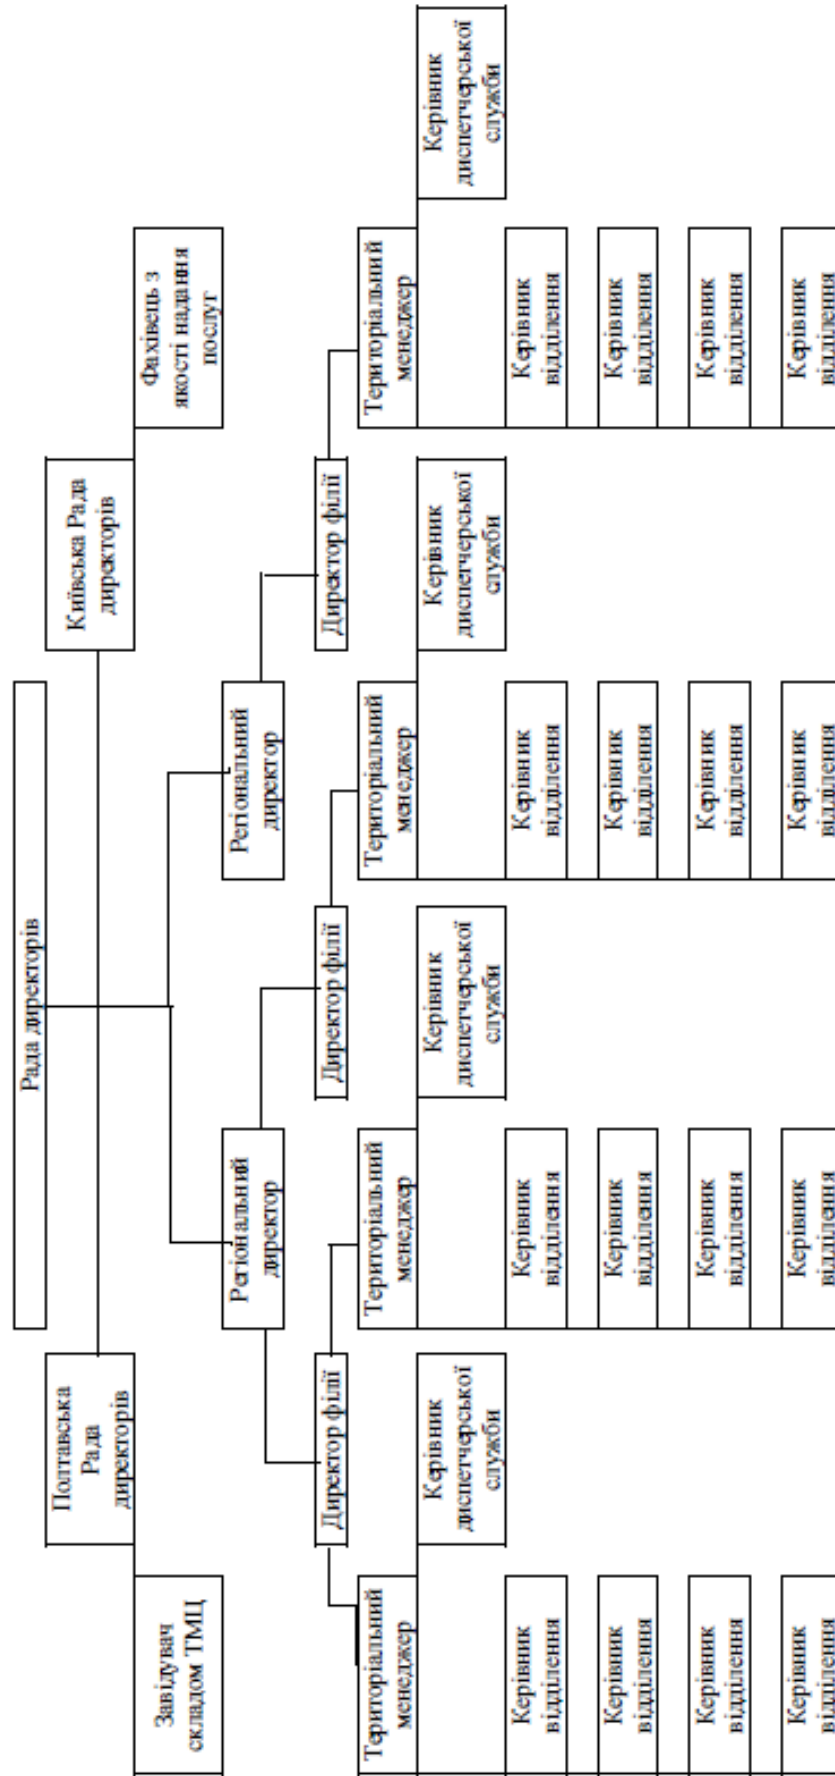 Рада директорів
Полтавська
Рада
директорів
Київська Рада
директорів
Завідувач
складом ТМЦ
Фахівець з
якості надання
послуг
Регіональний
директор
Регіональний
директор
Директор філії
Директор філії
Директор філії
Територіальний
менеджер
Територіальний
менеджер
Територіальний
менеджер
Територіальний
менеджер
Керівник
диспетчерської
служби
Керівник
диспетчерської
служби
Керівник
диспетчерської
служби
Керівник
диспетчерської
служби
Керівник
відділення
Керівник
відділення
Керівник
відділення
Керівник
відділення
Керівник
відділення
Керівник
відділення
Керівник
відділення
Керівник
відділення
Керівник
відділення
Керівник
відділення
Керівник
відділення
Керівник
відділення
Керівник
відділення
Керівник
відділення
Керівник
відділення
Керівник
відділення